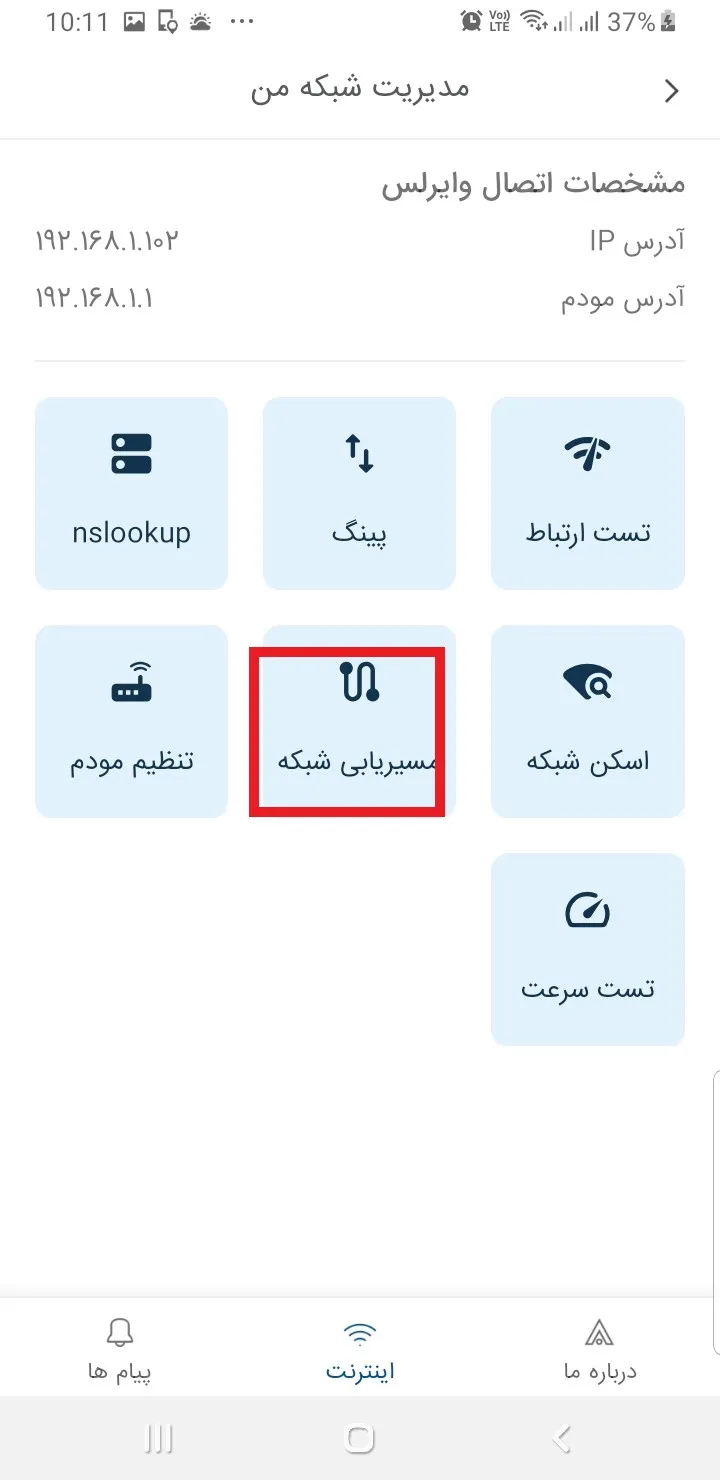 10:11
Vo)) LTE 37%
مدیریت شبکه من
مشخصات اتصال وایرلس
آدرس IP ۱۹۲.۱۶۸.۱.۱۰۲
آدرس مودم ۱۹۲.۱۶۸.۱.۱
تست ارتباط
پینگ
nslookup
اسکن شبکه
مسیریابی شبکه
تنظیم مودم
تست سرعت
درباره ما
اینترنت
پیام ها